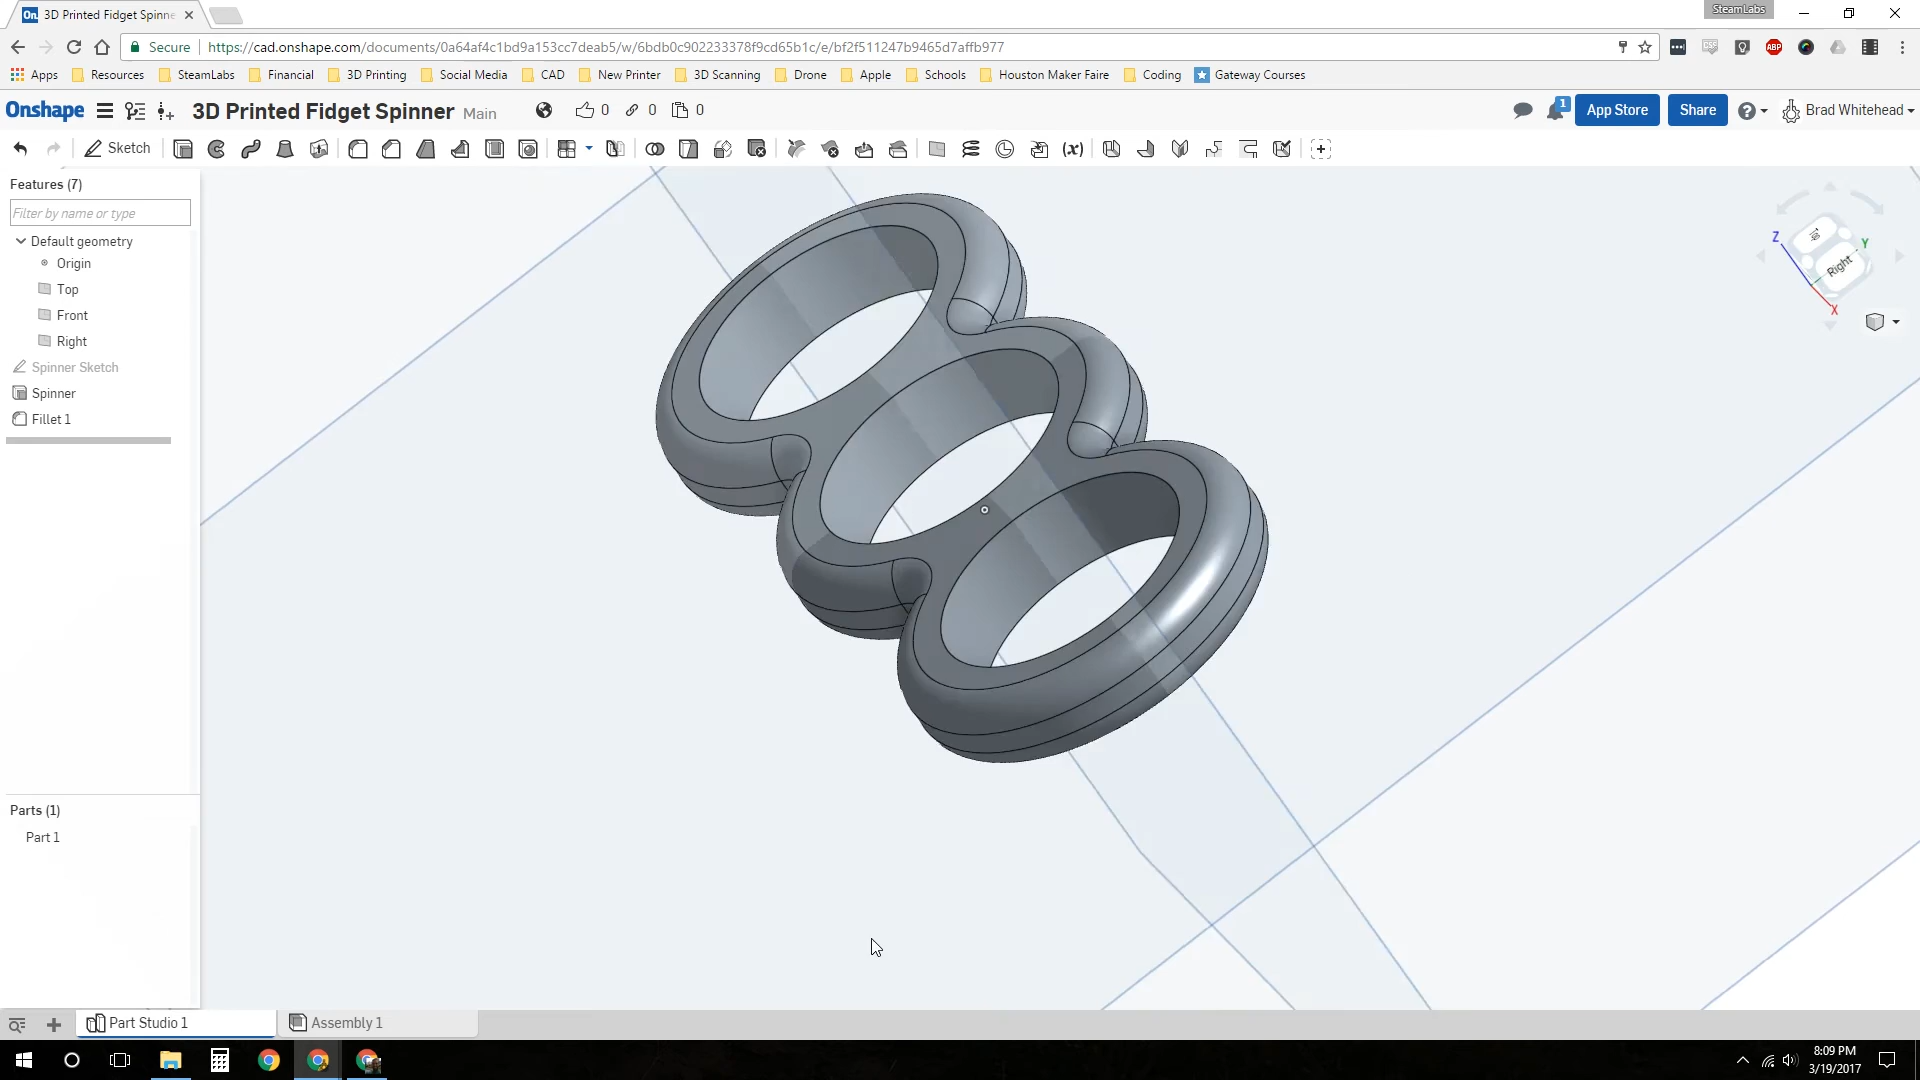 3D Printed Fidget Spinne
SteamLabs
Secure
https://cad.onshape.com/documents/0a64af4c1bd9a153cc7deab5/w/6bdb0c902233378f9cd65b1c/e/bf2f511247b9465d7affb977
ABP
Apps Resources SteamLabs Financial 3D Printing Social Media CAD New Printer 3D Scanning Drone Apple Schools Houston Maker Faire Coding Gateway Courses
Onshape 3D Printed Fidget Spinner Main 0 0 0 1 App Store Share Brad Whitehead
Sketch (x)
Features (7)
Filter by name or type
Default geometry
Origin
Top
Front
Right
Spinner Sketch
Spinner
Fillet 1
Z Y
Top
Right
X
Parts (1)
Part 1
Part Studio 1 Assembly 1
8:09 PM
3/19/2017